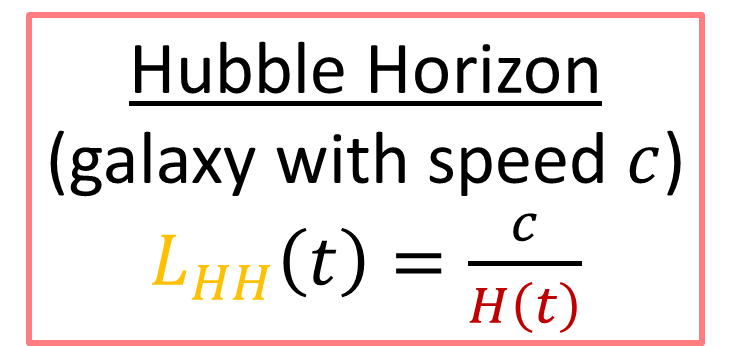 Hubble Horizon
(galaxy with speed c)
L_HH(t) = c/H(t)